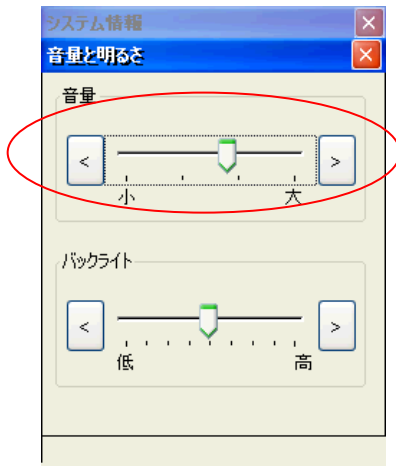 システム情報
音量と明るさ
音量
< >
小 大
バックライト
< >
低 高